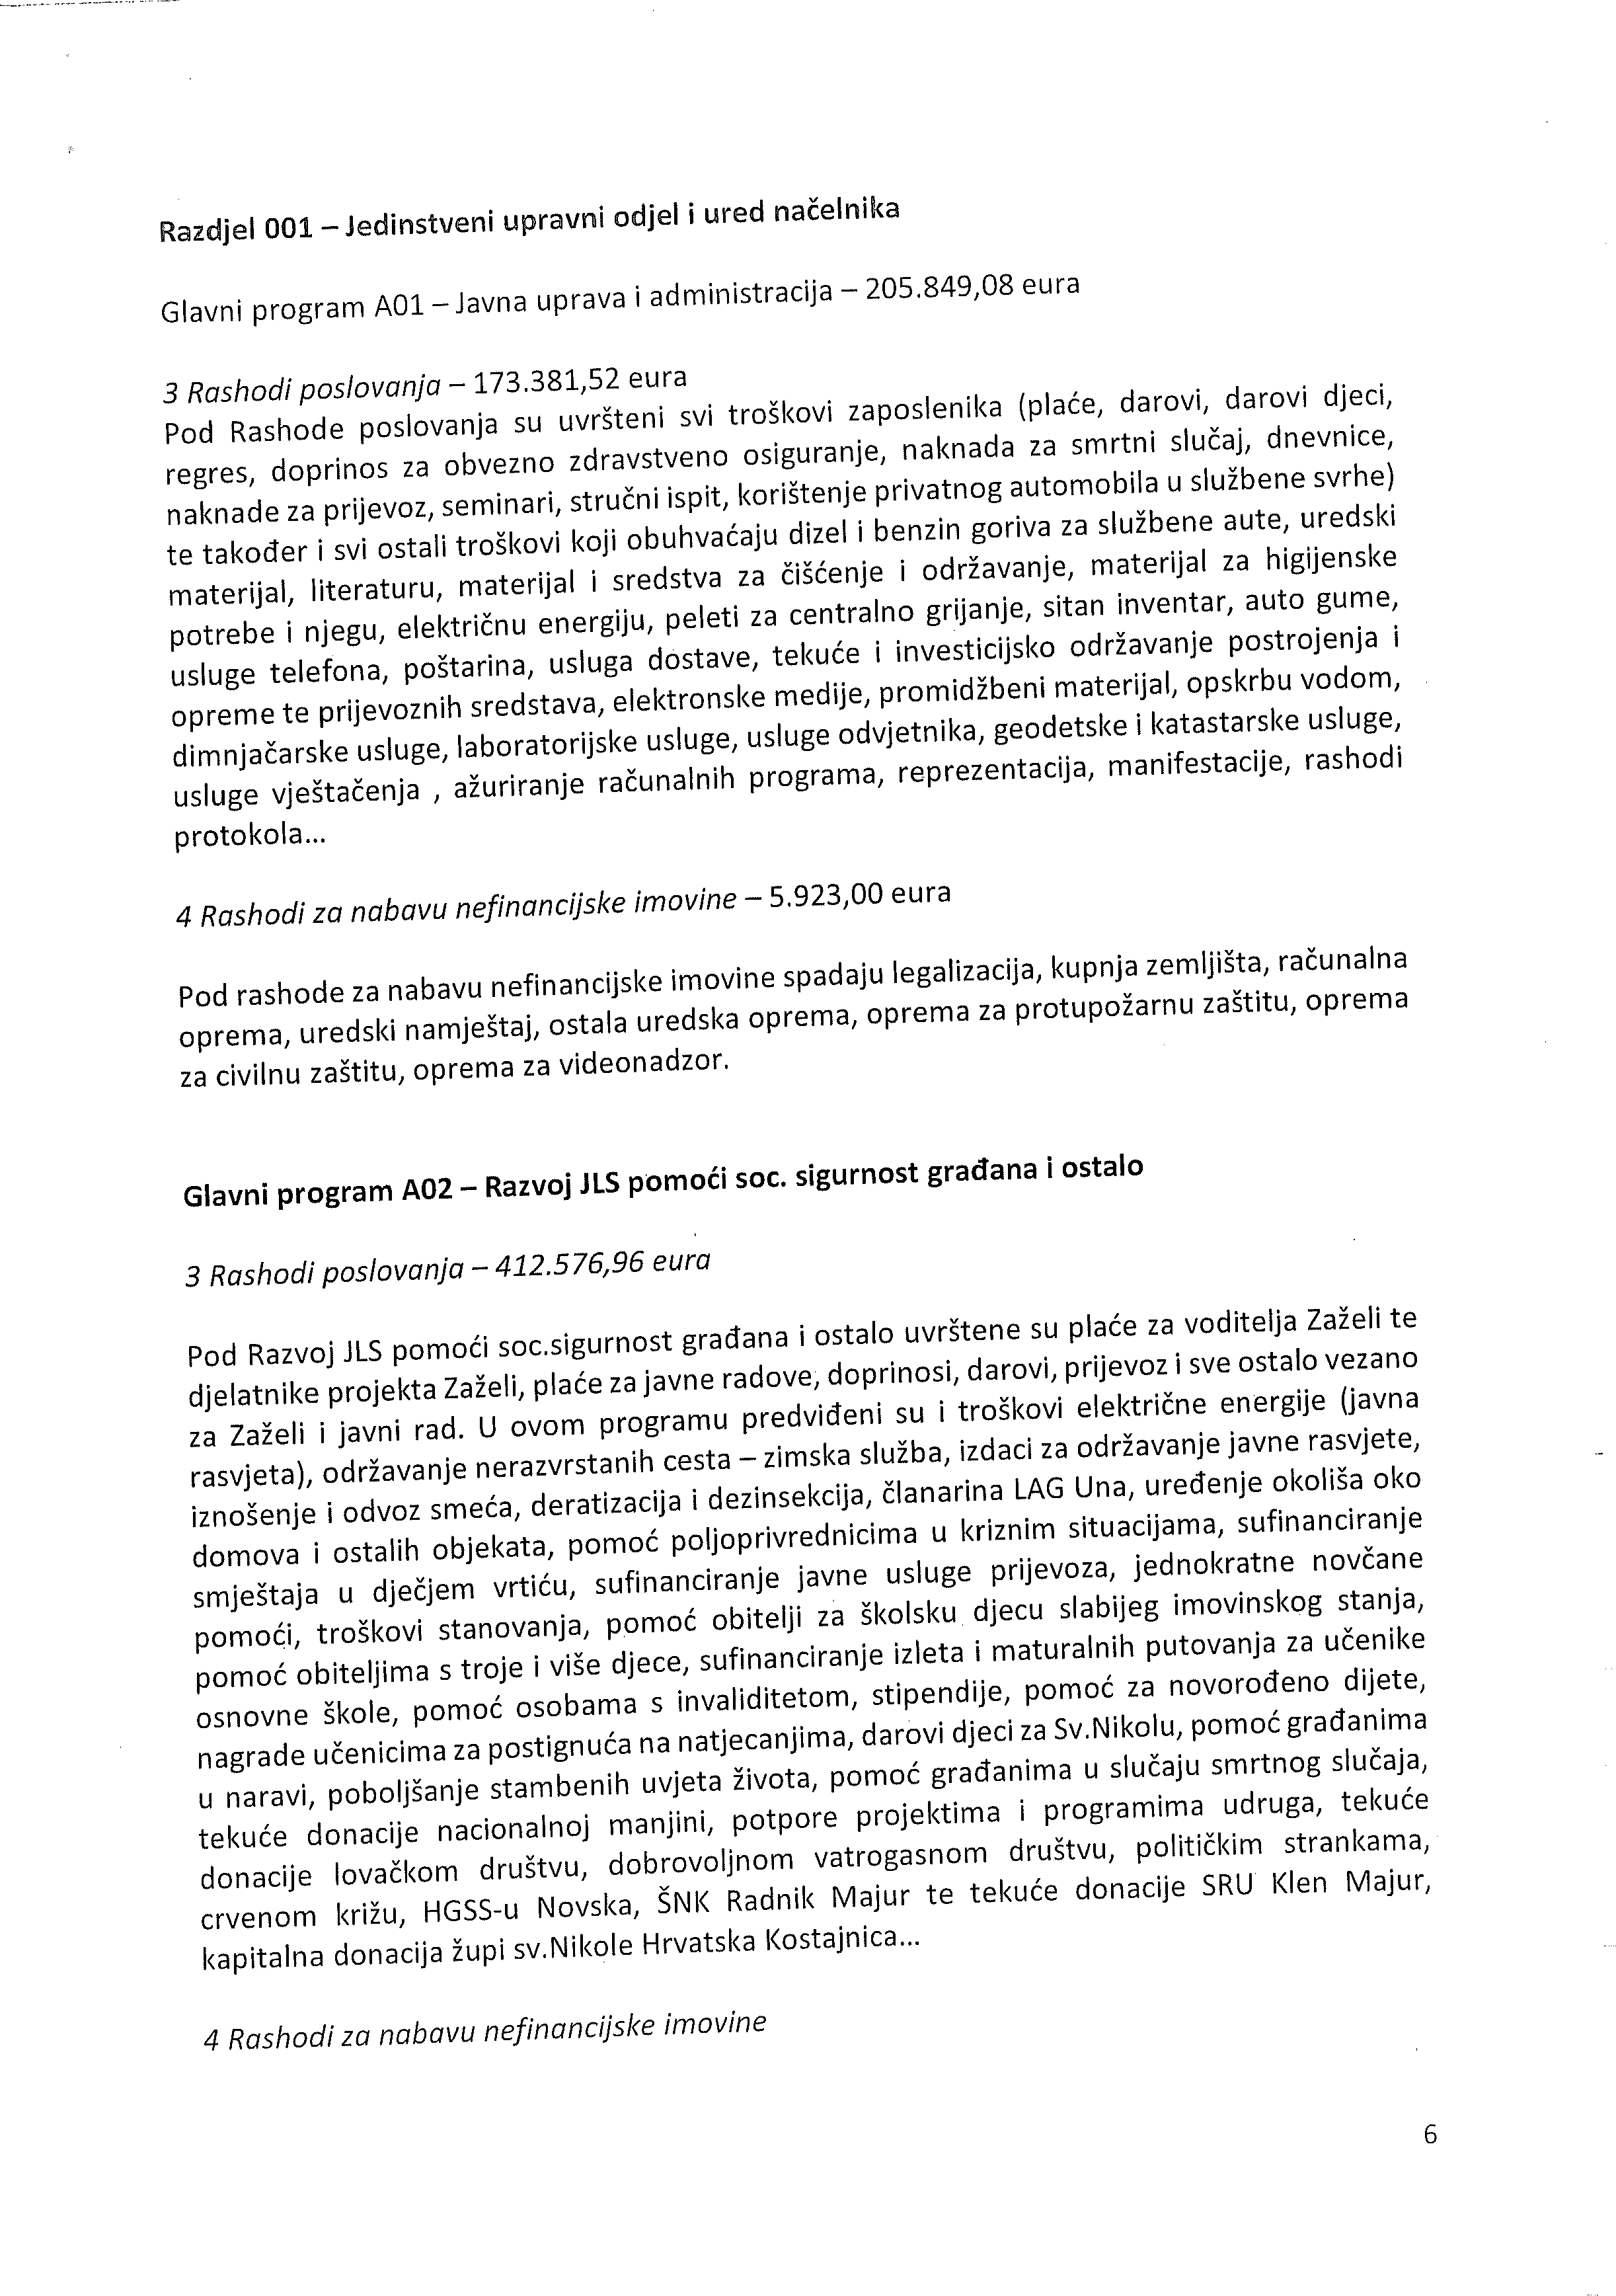 Razdjel 001 – Jedinstveni upravni odjel i ured načelnika
Glavni program A01 – Javna uprava i administracija – 205.849,08 eura
3 Rashodi poslovanja – 173.381,52 eura
Pod Rashode poslovanja su uvršteni svi troškovi zaposlenika (plaće, darovi, darovi djeci,
regres, doprinos za obvezno zdravstveno osiguranje, naknada za smrtni slučaj, dnevnice,
naknade za prijevoz, seminari, stručni ispit, korištenje privatnog automobila u službene svrhe)
te također i svi ostali troškovi koji obuhvaćaju dizel i benzin goriva za službene aute, uredski
materijal, literaturu, materijal i sredstva za čišćenje i održavanje, materijal za higijenske
potrebe i njegu, električnu energiju, peleti za centralno grijanje, sitan inventar, auto gume,
usluge telefona, poštarina, usluga dostave, tekuće i investicijsko održavanje postrojenja i
opreme te prijevoznih sredstava, elektronske medije, promidžbeni materijal, opskrbu vodom,
dimnjačarske usluge, laboratorijske usluge, usluge odvjetnika, geodetske i katastarske usluge,
usluge vještačenja , ažuriranje računalnih programa, reprezentacija, manifestacije, rashodi
protokola...
4 Rashodi za nabavu nefinancijske imovine – 5.923,00 eura
Pod rashode za nabavu nefinancijske imovine spadaju legalizacija, kupnja zemljišta, računalna
oprema, uredski namještaj, ostala uredska oprema, oprema za protupožarnu zaštitu, oprema
za civilnu zaštitu, oprema za videonadzor.
Glavni program A02 – Razvoj JLS pomoći soc. sigurnost građana i ostalo
3 Rashodi poslovanja – 412.576,96 eura
Pod Razvoj JLS pomoći soc.sigurnost građana i ostalo uvrštene su plaće za voditelja Zaželi te
djelatnike projekta Zaželi, plaće za javne radove, doprinosi, darovi, prijevoz i sve ostalo vezano
za Zaželi i javni rad. U ovom programu predviđeni su i troškovi električne energije (javna
rasvjeta), održavanje nerazvrstanih cesta – zimska služba, izdaci za održavanje javne rasvjete,
iznošenje i odvoz smeća, deratizacija i dezinsekcija, članarina LAG Una, uređenje okoliša oko
domova i ostalih objekata, pomoć poljoprivrednicima u kriznim situacijama, sufinanciranje
smještaja u dječjem vrtiću, sufinanciranje javne usluge prijevoza, jednokratne novčane
pomoći, troškovi stanovanja, pomoć obitelji za školsku djecu slabijeg imovinskog stanja,
pomoć obiteljima s troje i više djece, sufinanciranje izleta i maturalnih putovanja za učenike
osnovne škole, pomoć osobama s invaliditetom, stipendije, pomoć za novorođeno dijete,
nagrade učenicima za postignuća na natjecanjima, darovi djeci za Sv.Nikolu, pomoć građanima
u naravi, poboljšanje stambenih uvjeta života, pomoć građanima u slučaju smrtnog slučaja,
tekuće donacije nacionalnoj manjini, potpore projektima i programima udruga, tekuće
donacije lovačkom društvu, dobrovoljnom vatrogasnom društvu, političkim strankama,
crvenom križu, HGSS-u Novska, ŠNK Radnik Majur te tekuće donacije SRU Klen Majur,
kapitalna donacija župi sv.Nikole Hrvatska Kostajnica...
4 Rashodi za nabavu nefinancijske imovine
6